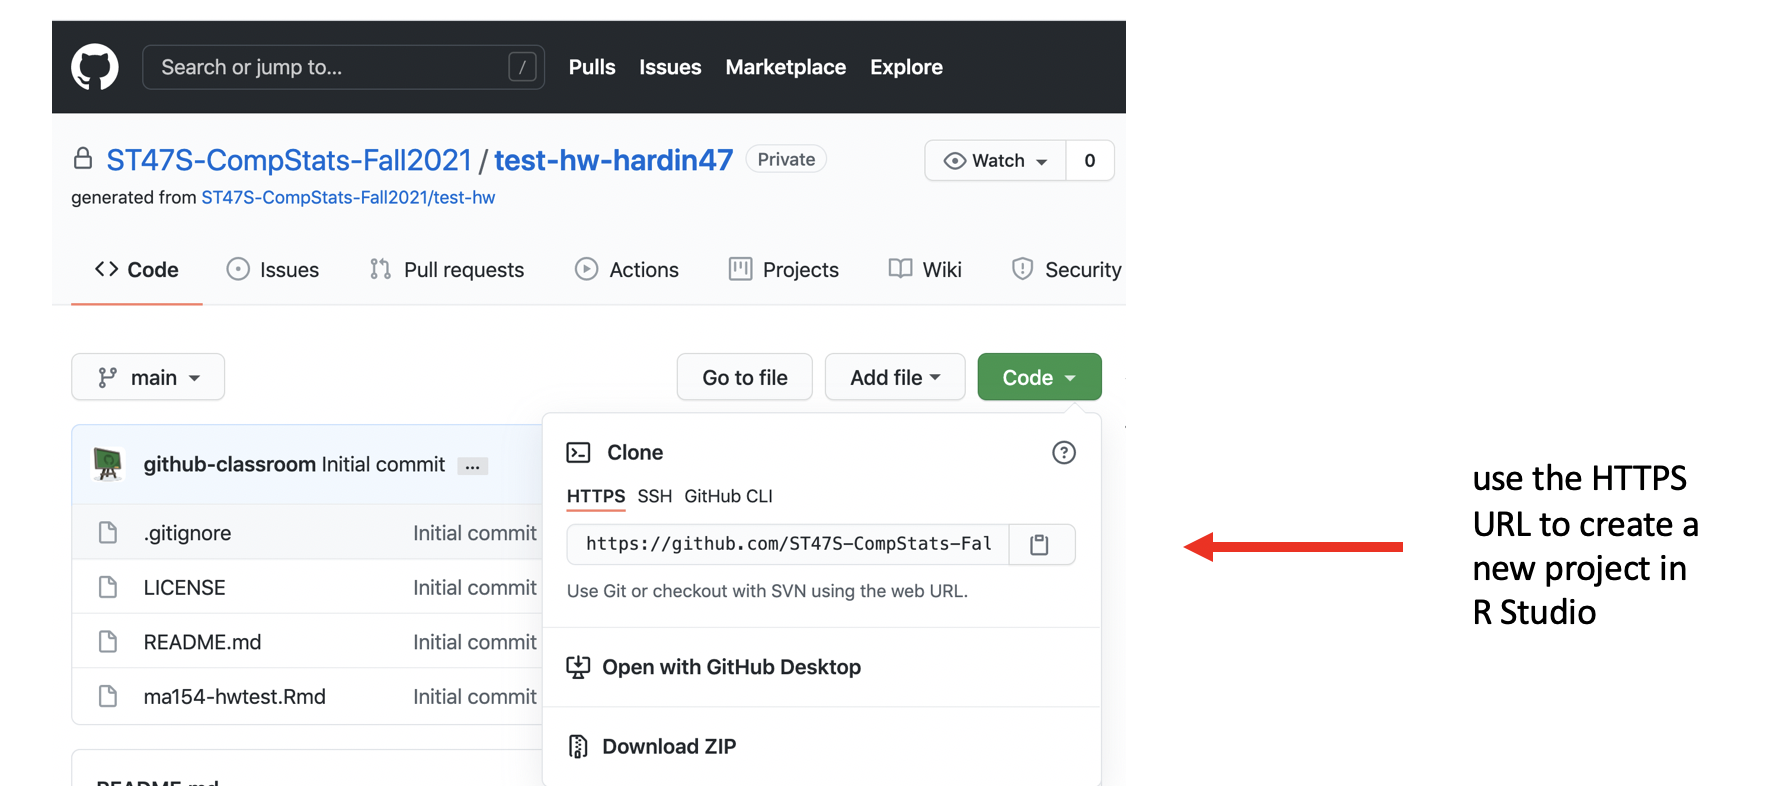 Search or jump to... /
Pulls Issues Marketplace Explore
ST47S-CompStats-Fall2021 / test-hw-hardin47 Private
Watch 0
generated from ST47S-CompStats-Fall2021/test-hw
<> Code Issues Pull requests Actions Projects Wiki Security
main Go to file Add file Code
github-classroom Initial commit ...
.gitignore Initial commit
LICENSE Initial commit
README.md Initial commit
ma154-hwtest.Rmd Initial commit
README.md
Clone
HTTPS SSH GitHub CLI
https://github.com/ST47S-CompStats-Fal
Use Git or checkout with SVN using the web URL.
Open with GitHub Desktop
Download ZIP
use the HTTPS
URL to create a
new project in
R Studio